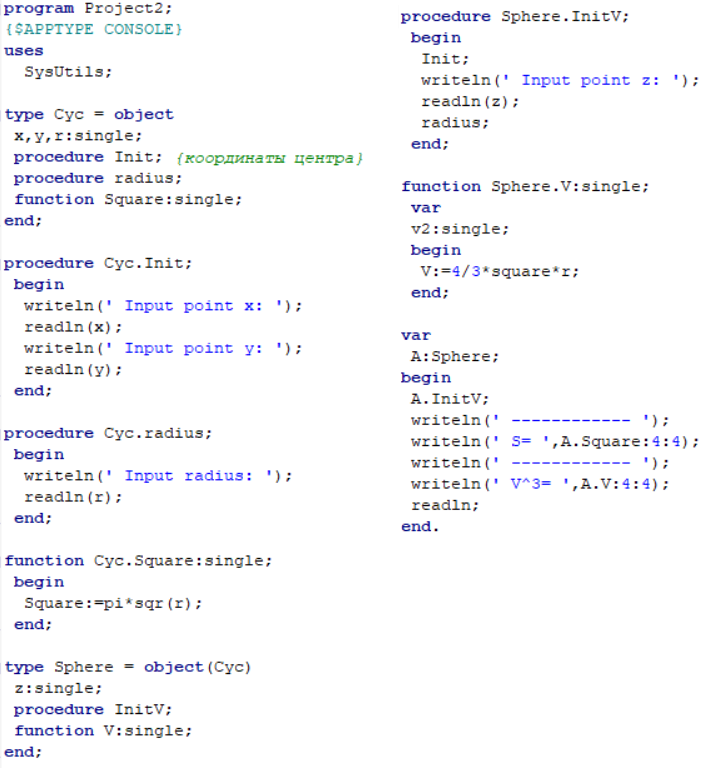 program Project2;
{$APPTYPE CONSOLE}
uses
SysUtils;
type Cyc = object
x,y,r:single;
procedure Init; {координаты центра}
procedure radius;
function Square:single;
end;
procedure Cyc.Init;
begin
writeln(' Input point x: ');
readln(x);
writeln(' Input point y: ');
readln(y);
end;
procedure Cyc.radius;
begin
writeln(' Input radius: ');
readln(r);
end;
function Cyc.Square:single;
begin
Square:=pi*sqr(r);
end;
type Sphere = object(Cyc)
z:single;
procedure InitV;
function V:single;
end;
procedure Sphere.InitV;
begin
Init;
writeln(' Input point z: ');
readln(z);
radius;
end;
function Sphere.V:single;
var
v2:single;
begin
V:=4/3*square*r;
end;
var
A:Sphere;
begin
A.InitV;
writeln(' ------------ ');
writeln(' S= ',A.Square:4:4);
writeln(' ------------ ');
writeln(' V^3= ',A.V:4:4);
readln;
end.